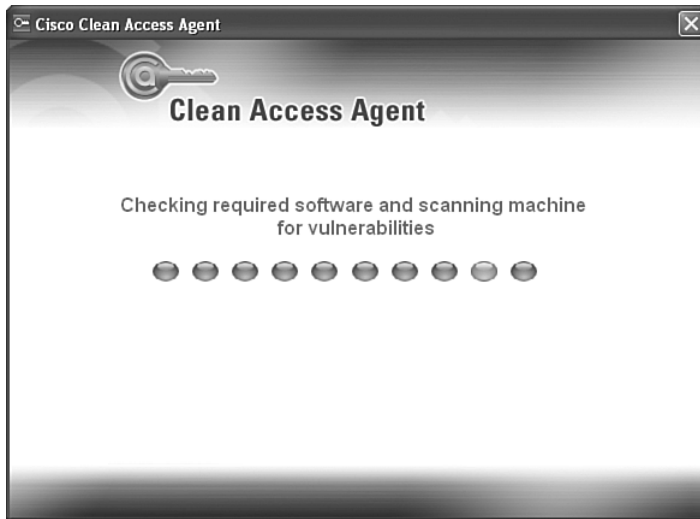 Cisco Clean Access Agent
Clean Access Agent
Checking required software and scanning machine
for vulnerabilities